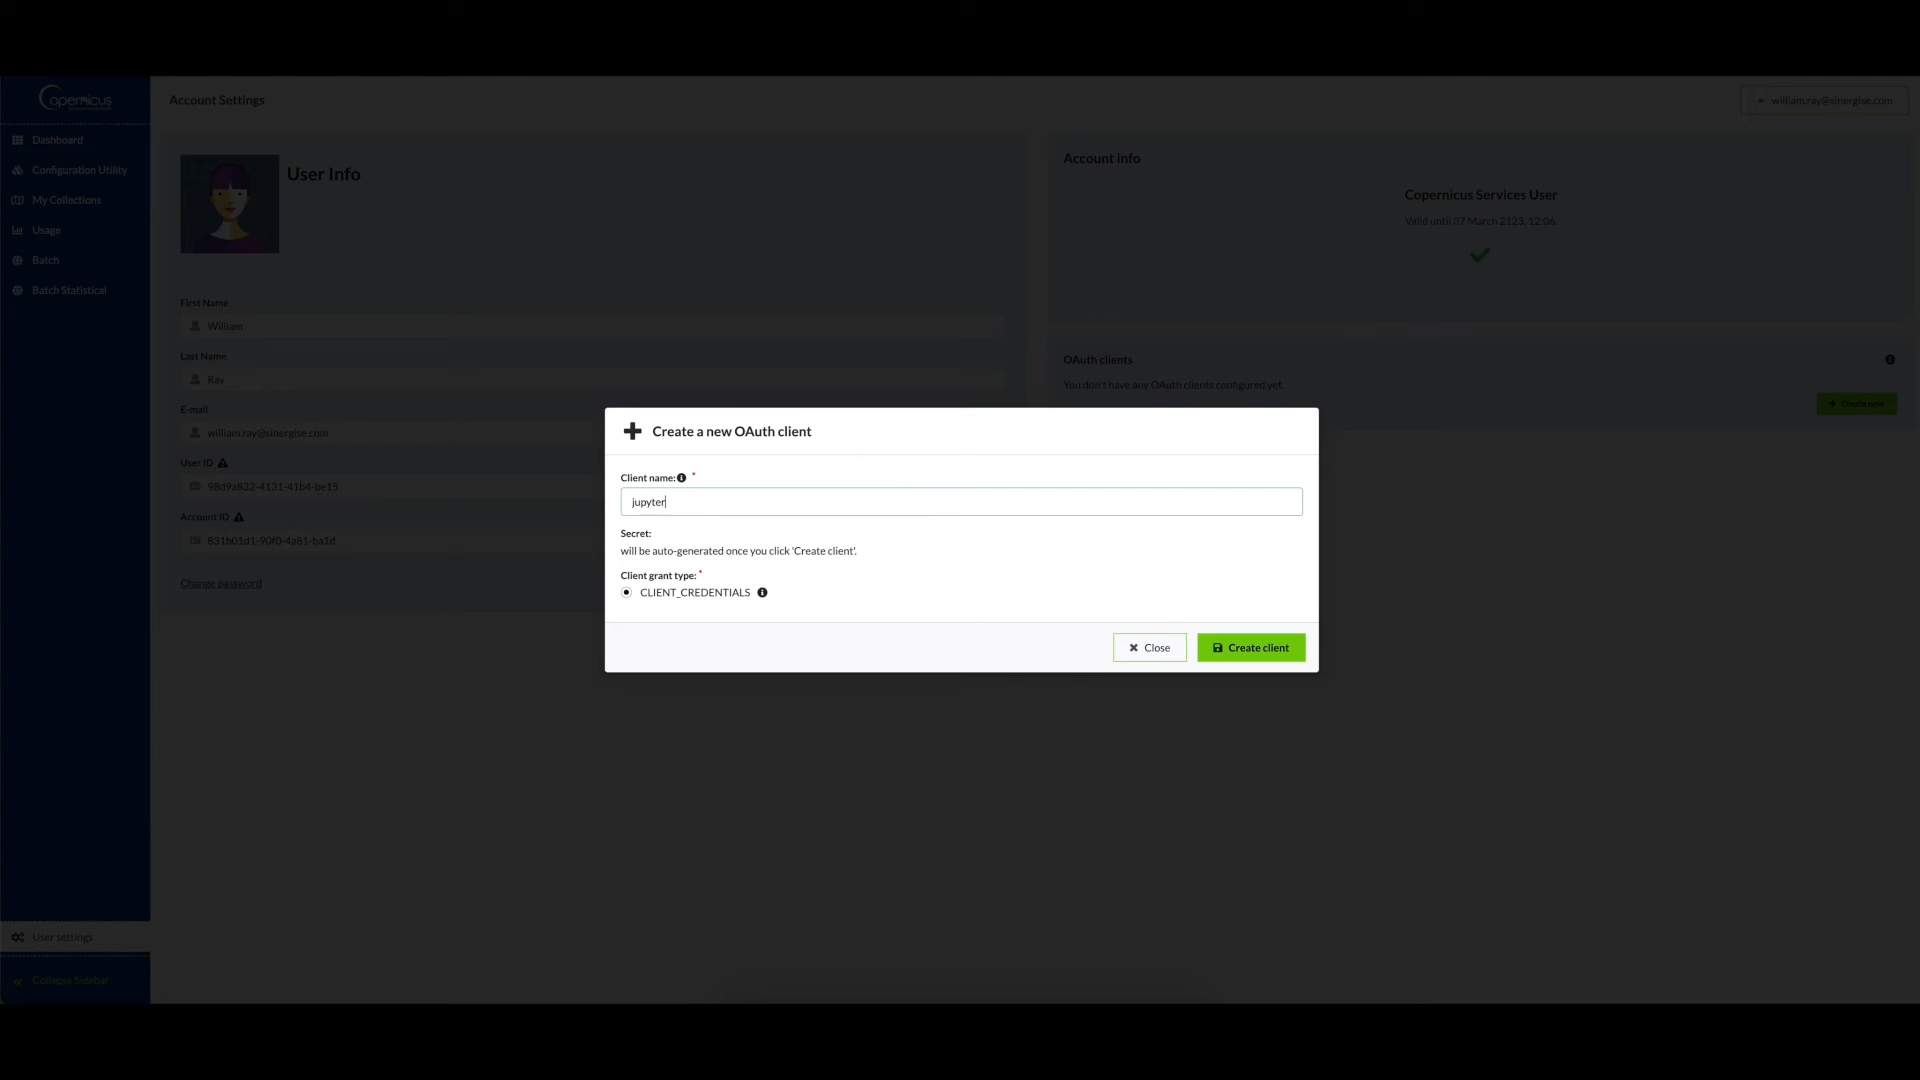 Copernicus
Account Settings
william.ray@sinergise.com
Dashboard
Configuration Utility
My Collections
Usage
Batch
Batch Statistical
User settings
Collapse Sidebar
User Info
First Name
William
Last Name
Ray
E-mail
william.ray@sinergise.com
User ID
98d9a832-4131-41b4-be15
Account ID
831b01d1-90f0-4a81-ba1d
Change password
Account info
Copernicus Services User
Valid until 07 March 2123, 12:06.
OAuth clients
You don't have any OAuth clients configured yet.
Create new
Create a new OAuth client
Client name: *
jupyter
Secret:
will be auto-generated once you click 'Create client'.
Client grant type: *
CLIENT_CREDENTIALS
Close
Create client